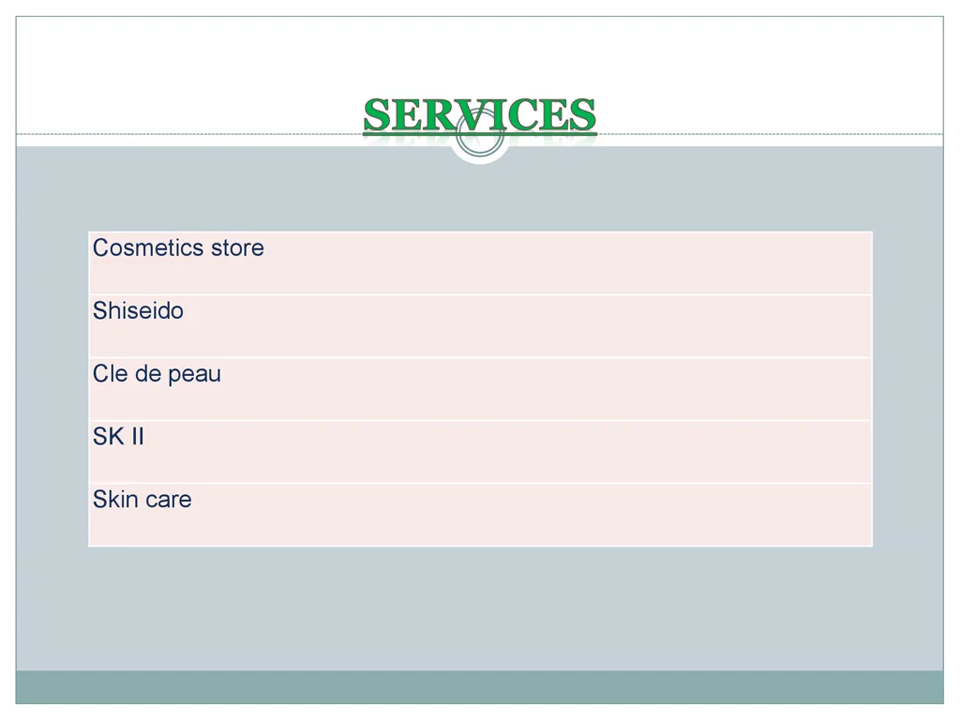 SERVICES
Cosmetics store
Shiseido
Cle de peau
SK II
Skin care